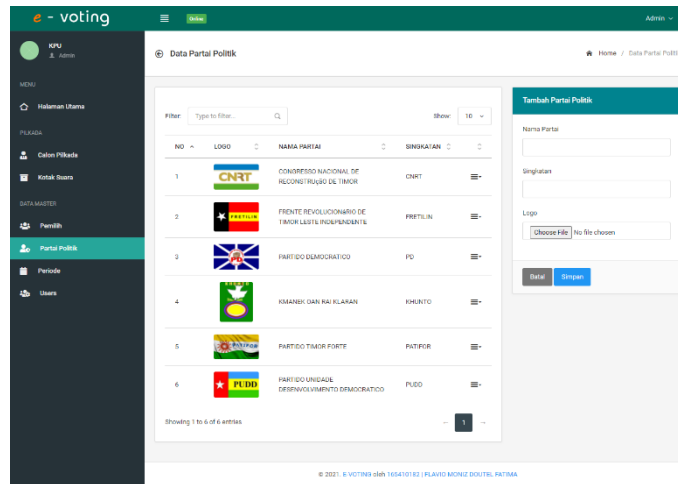 e - voting
Online
Admin
KPU
Admin
Data Partai Politik
Home / Data Partai Politik
MENU
Halaman Utama
PILKADA
Calon Pilkada
Kotak Suara
DATA MASTER
Pemilih
Partai Politik
Periode
Users
Filter: Type to filter...
Show: 10
NO LOGO NAMA PARTAI SINGKATAN
1 CNRT CONGRESSO NACIONAL DE
RECONSTRUÇÃO DE TIMOR CNRT
2 FRETILIN FRENTE REVOLUCIONÁRIO DE
TIMOR LESTE INDEPENDENTE FRETILIN
3 PD PARTIDO DEMOCRATICO PD
4 KHUNTO KMANEK OAN RAI KLARAN KHUNTO
5 PATIFOR PARTIDO TIMOR FORTE PATIFOR
6 PUDD PARTIDO UNIDADE
DESENVOLVIMENTO DEMOCRATICO PUDD
Showing 1 to 6 of 6 entries
← 1 →
Tambah Partai Politik
Nama Partai
Singkatan
Logo
Choose File No file chosen
Batal Simpan
© 2021. E-VOTING oleh 165410182 | FLAVIO MONIZ DOUTEL FATIMA